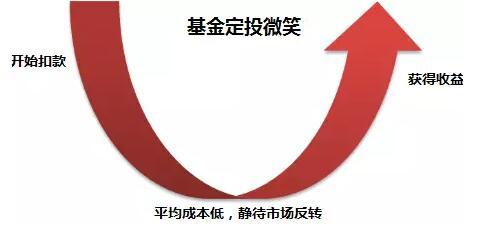 基金定投微笑
开始扣款
获得收益
平均成本低，静待市场反转